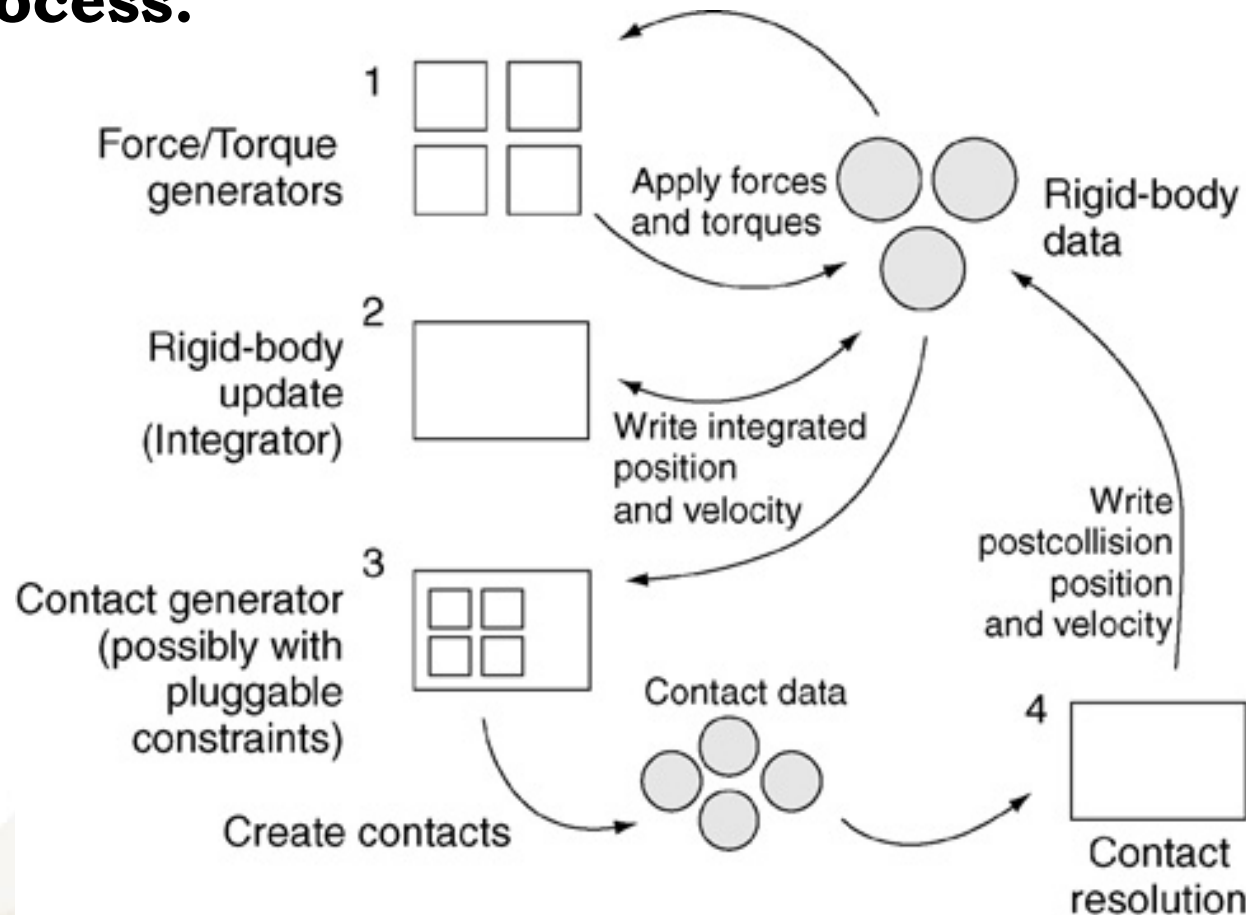 ocess.
1
Force/Torque
generators
Apply forces
and torques
Rigid-body
data
2
Rigid-body
update
(Integrator)
Write integrated
position
and velocity
3
Contact generator
(possibly with
pluggable
constraints)
Write
postcollision
position
and velocity
Contact data
4
Create contacts
Contact
resolution